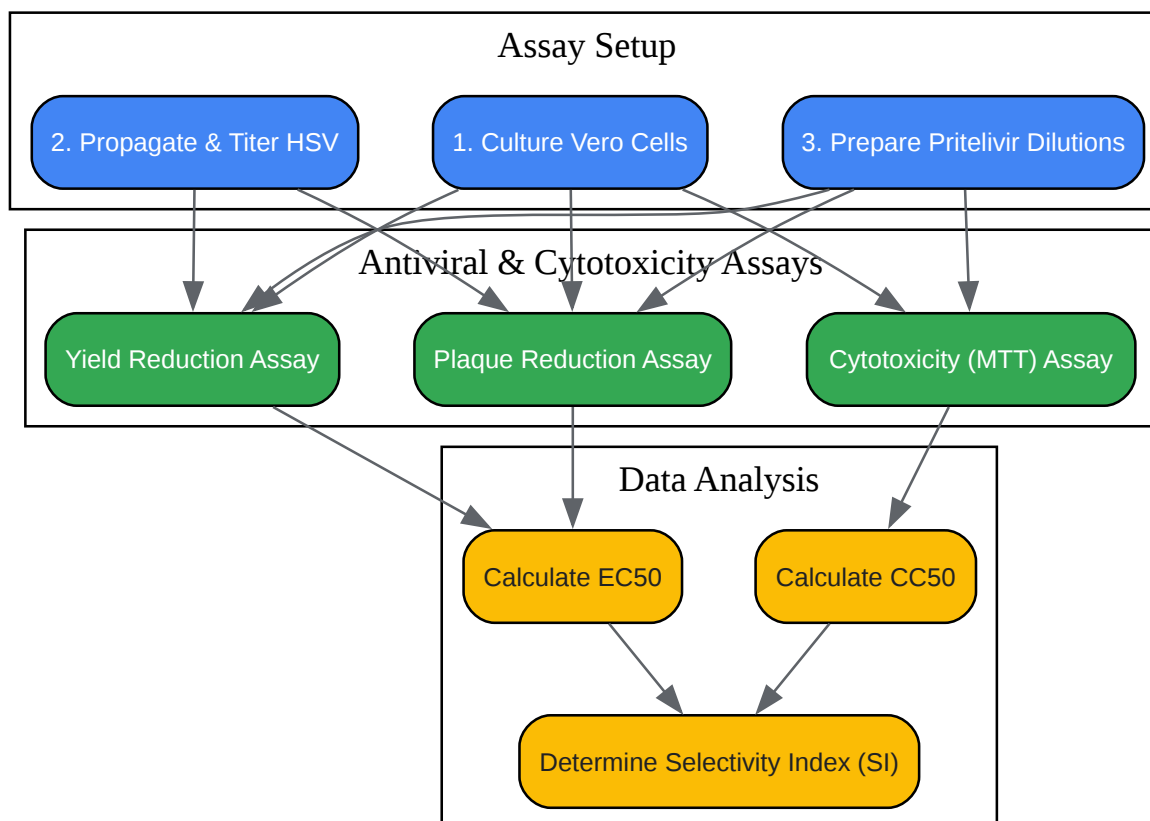 Assay Setup
2. Propagate & Titer HSV
1. Culture Vero Cells
3. Prepare Pritelivir Dilutions
Antiviral & Cytotoxicity Assays
Yield Reduction Assay
Plaque Reduction Assay
Cytotoxicity (MTT) Assay
Data Analysis
Calculate EC50
Calculate CC50
Determine Selectivity Index (SI)